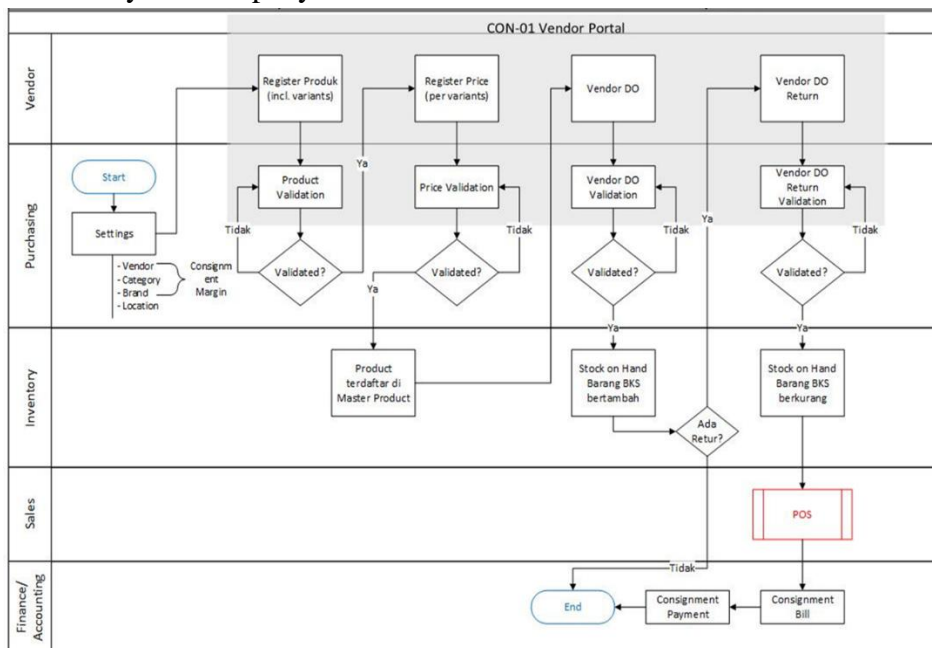 CON-01 Vendor Portal
Vendor
Register Produk
(incl. variants)
Register Price
(per variants)
Vendor DO
Vendor DO
Return
Purchasing
Start
Settings
- Vendor
- Category
- Brand
- Location
Consignm
ent
Margin
Product
Validation
Tidak
Validated?
Ya
Price Validation
Tidak
Validated?
Ya
Vendor DO
Validation
Tidak
Validated?
Ya
Vendor DO
Return
Validation
Tidak
Validated?
Ya
Ya
Inventory
Product
terdaftar di
Master Product
Stock on Hand
Barang BKS
bertambah
Ada
Retur?
Stock on Hand
Barang BKS
berkurang
Sales
POS
Finance/
Accounting
Tidak
End
Consignment
Payment
Consignment
Bill